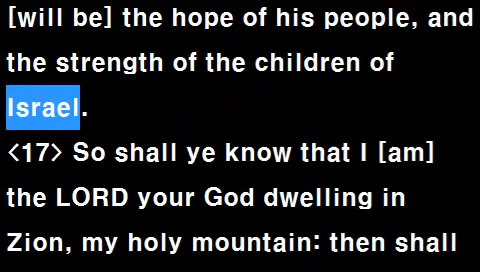 [will be] the hope of his people, and
the strength of the children of
Israel.
<17> So shall ye know that I [am]
the LORD your God dwelling in
Zion, my holy mountain: then shall